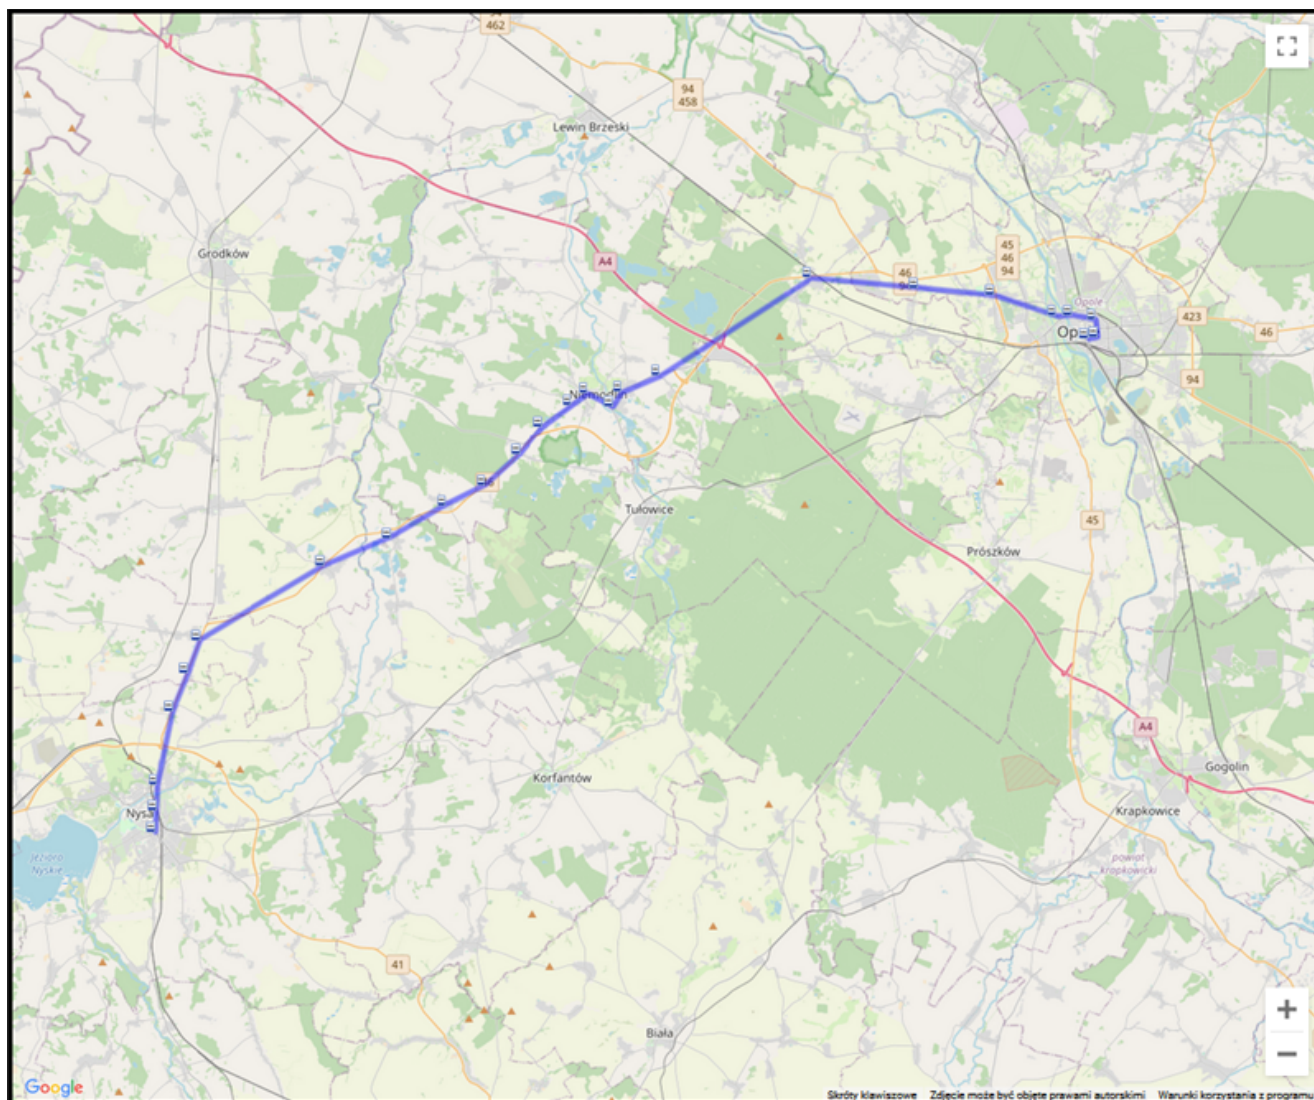 462
94
458
Lewin Brzeski
Grodków
A4
45
46
94
46
Opole
423
46
94
Tułowice
45
Prószków
A4
Gogolin
Korfantów
Krapkowice
Nysa
Jezioro
Nyskie
powiat
krapkowicki
41
Biała
Google
Skróty klawiszowe Zdjęcie może być objęte prawami autorskimi Warunki korzystania z programu